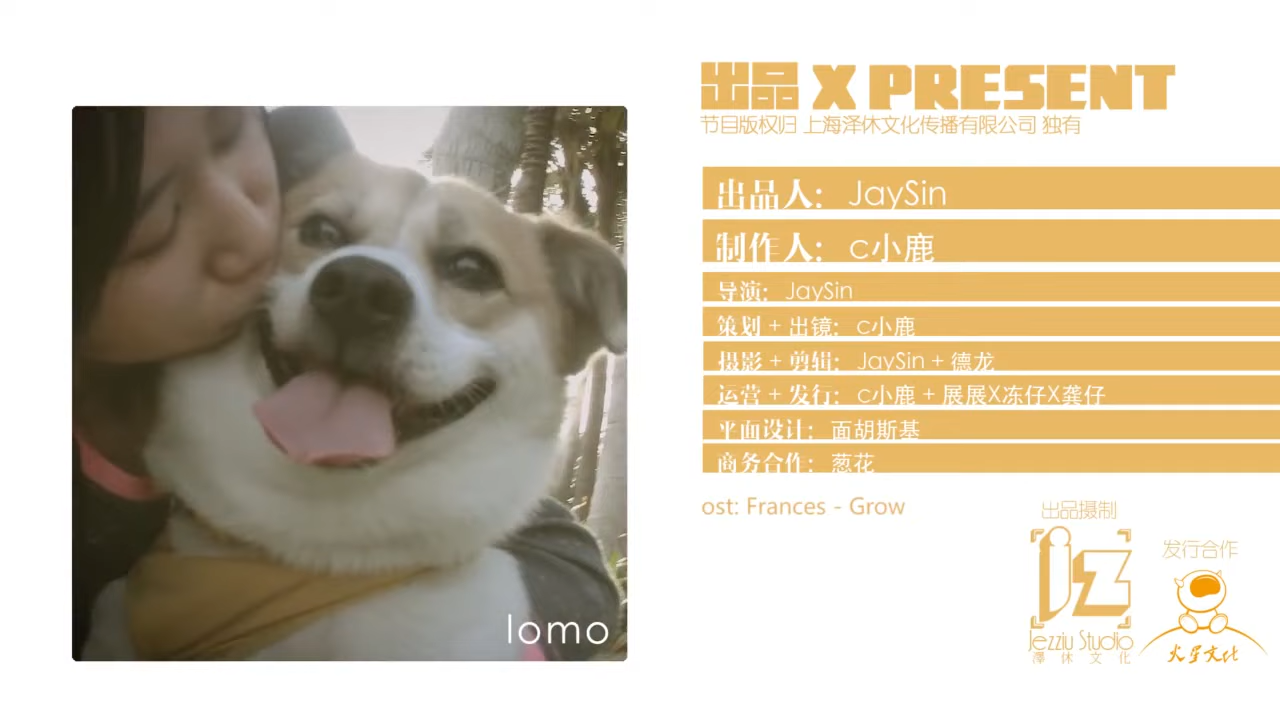 lomo
出品 X PRESENT
节目版权归 上海泽休文化传播有限公司 独有
出品人： JaySin
制作人： c小鹿
导演： JaySin
策划 + 出镜： c小鹿
摄影 + 剪辑： JaySin + 德龙
运营 + 发行： c小鹿 + 展展X冻仔X龚仔
平面设计： 面胡斯基
商务合作： 葱花
ost: Frances - Grow
出品摄制
Jz
Jezziu Studio
澤休文化
发行合作
火星文化